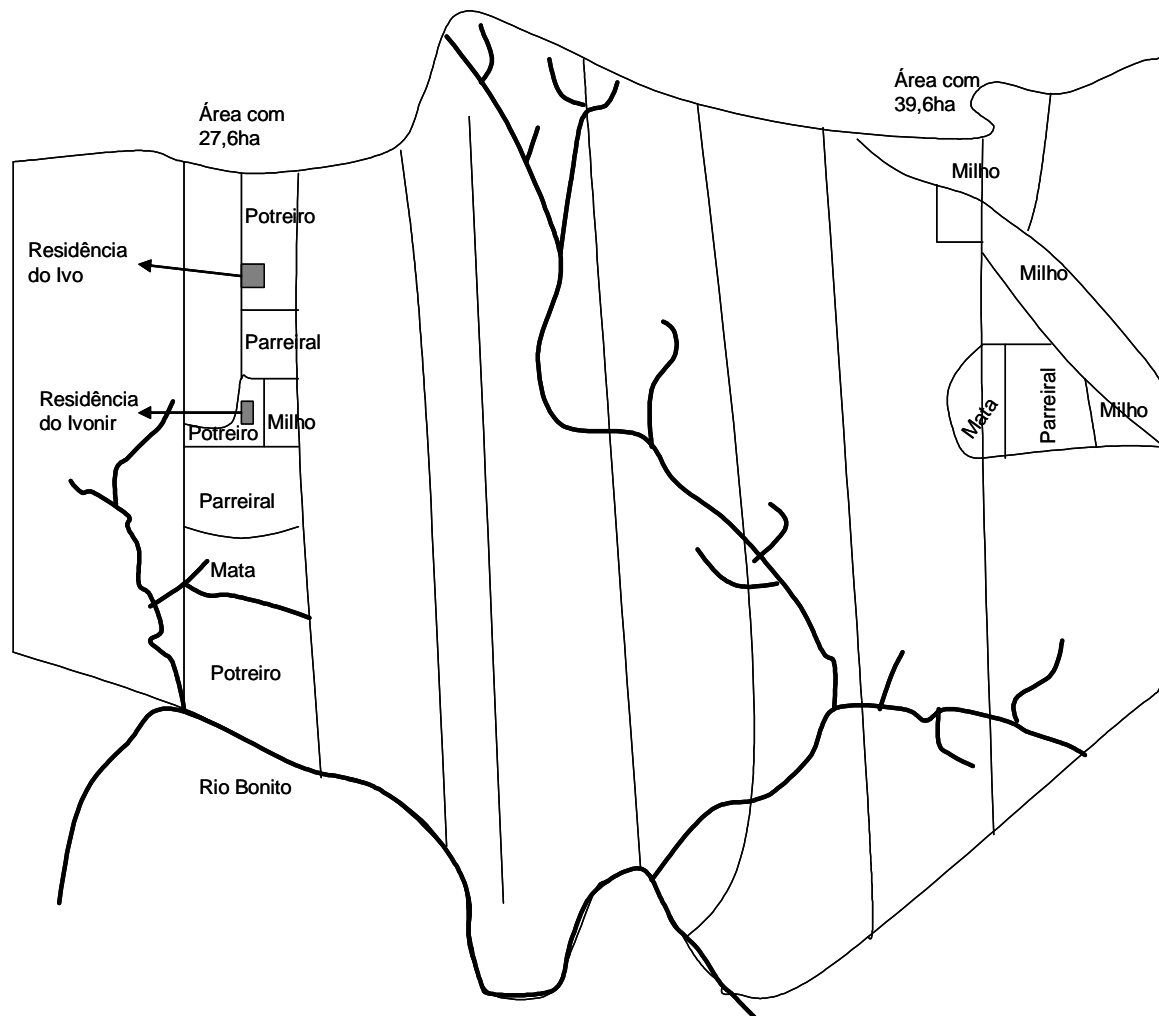 Área com
27,6ha
Área com
39,6ha
Milho
Potreiro
Residência
do Ivo
Milho
Parreiral
Residência
do Ivonir
Milho
Potreiro
Mata
Parreiral
Milho
Parreiral
Mata
Potreiro
Rio Bonito